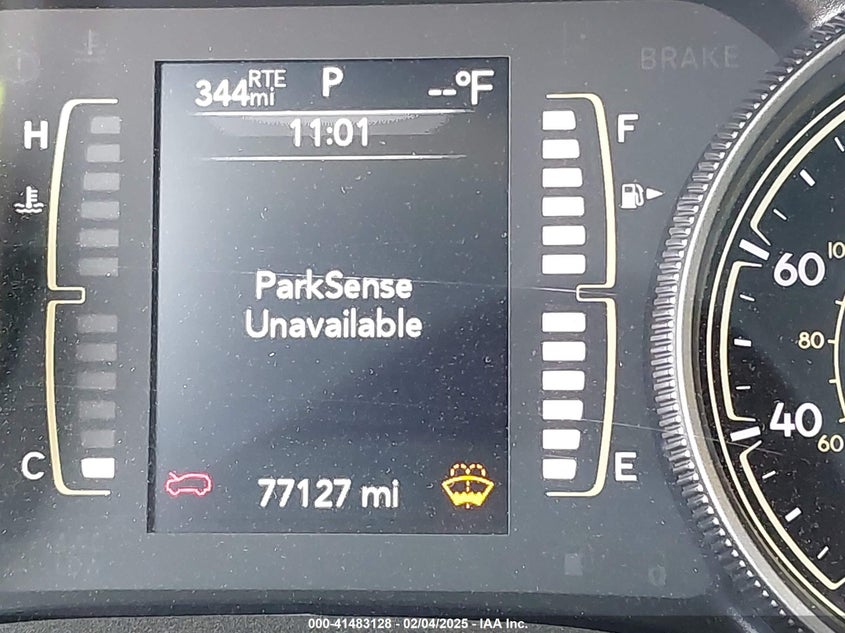 BRAKE
344 RTE mi P --°F
11:01
H
F
ParkSense
Unavailable
60
80
40
60
C
E
77127 mi
000-41483128 - 02/04/2025 - IAA Inc.